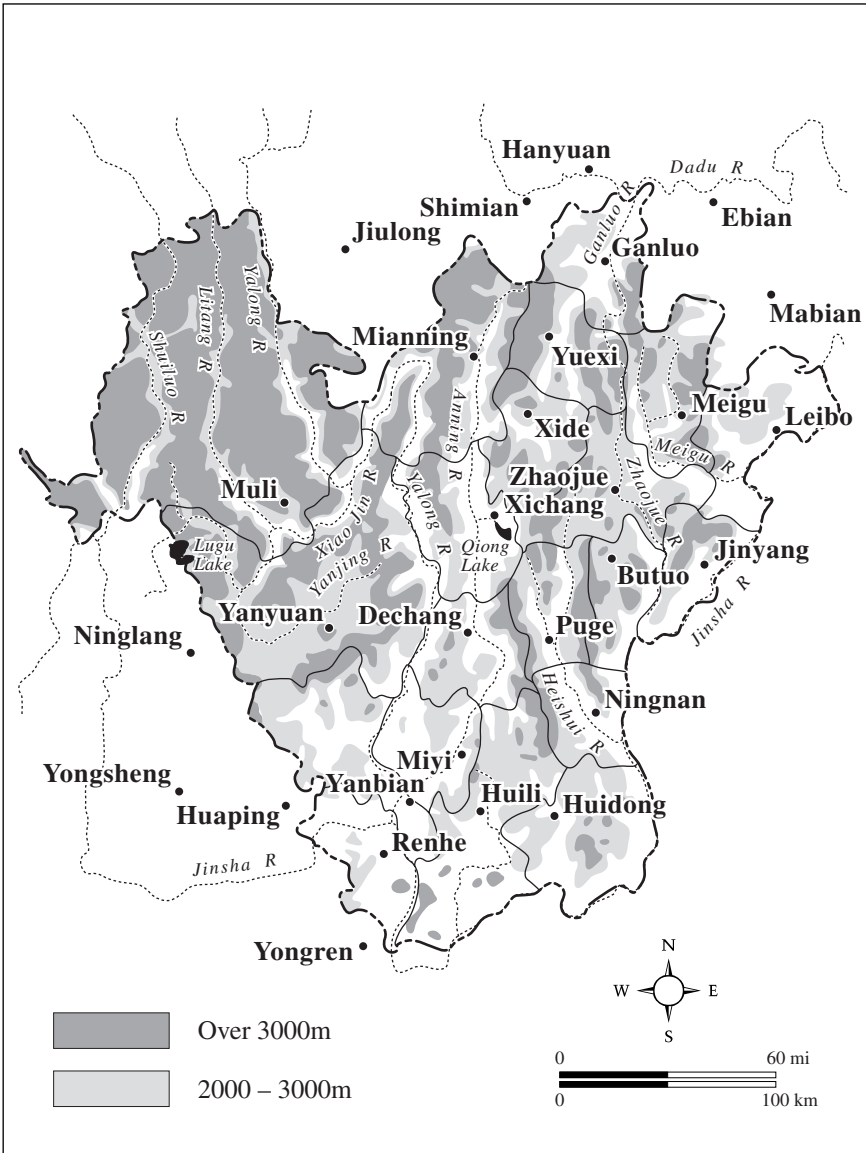 Hanyuan
Dadu R
Shimian
Ebian
Ganluo R
Ganluo
Jiulong
Yalong R
Litang R
Shuiluo R
Mabian
Mianning
Yuexi
Anning R
Meigu
Leibo
Xide
Meigu R
Muli
Zhaojue
Zhaojue R
Xichang
Xiao Jin R
Yalong R
Qiong
Lake
Lugu
Lake
Yanjing R
Jinyang
Butuo
Jinsha R
Yanyuan
Dechang
Puge
Ninglang
Heishui R
Ningnan
Miyi
Yongsheng
Yanbian
Huaping
Huili
Huidong
Renhe
Jinsha R
Yongren
N
W
E
S
Over 3000m
2000 – 3000m
0
60 mi
0
100 km